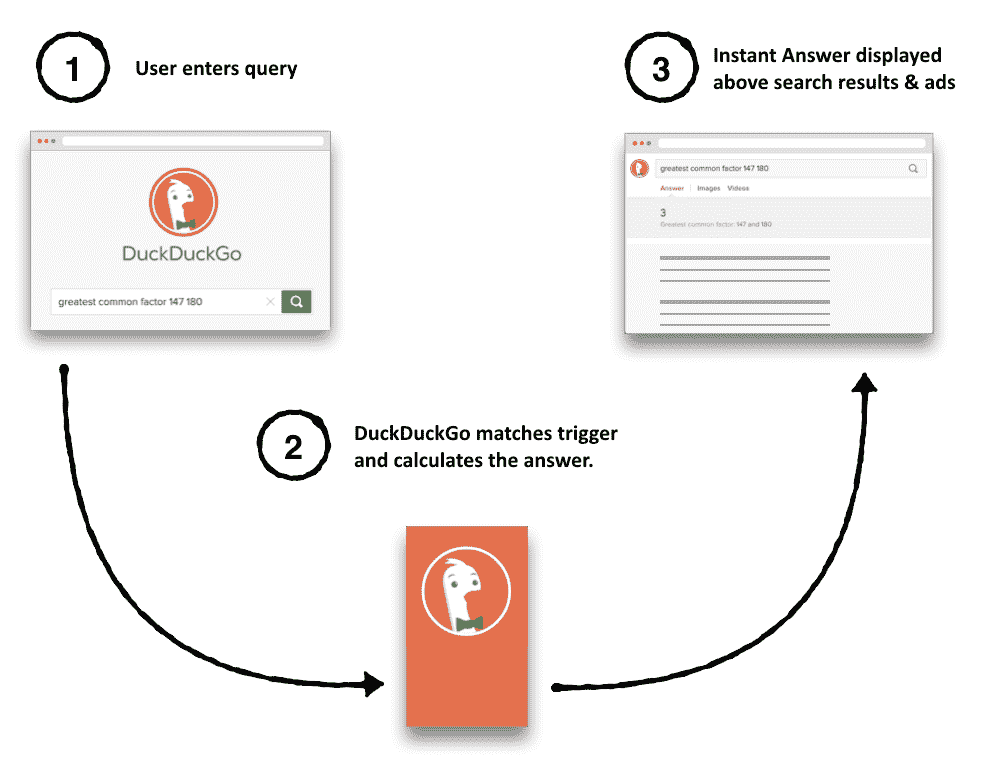 1
User enters query
DuckDuckGo
greatest common factor 147 180
2
DuckDuckGo matches trigger
and calculates the answer.
3
Instant Answer displayed
above search results & ads
greatest common factor 147 180
Answer Images Videos
3
Greatest common factor: 147 and 180